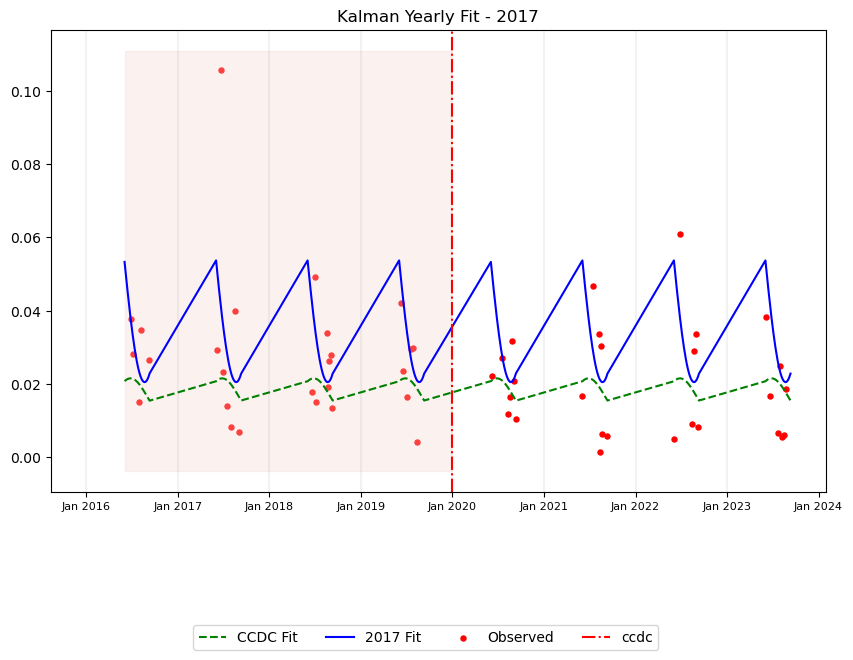 Kalman Yearly Fit - 2017
0.10
0.08
0.06
0.04
0.02
0.00
Jan 2016 Jan 2017 Jan 2018 Jan 2019 Jan 2020 Jan 2021 Jan 2022 Jan 2023 Jan 2024
CCDC Fit 2017 Fit Observed ccdc